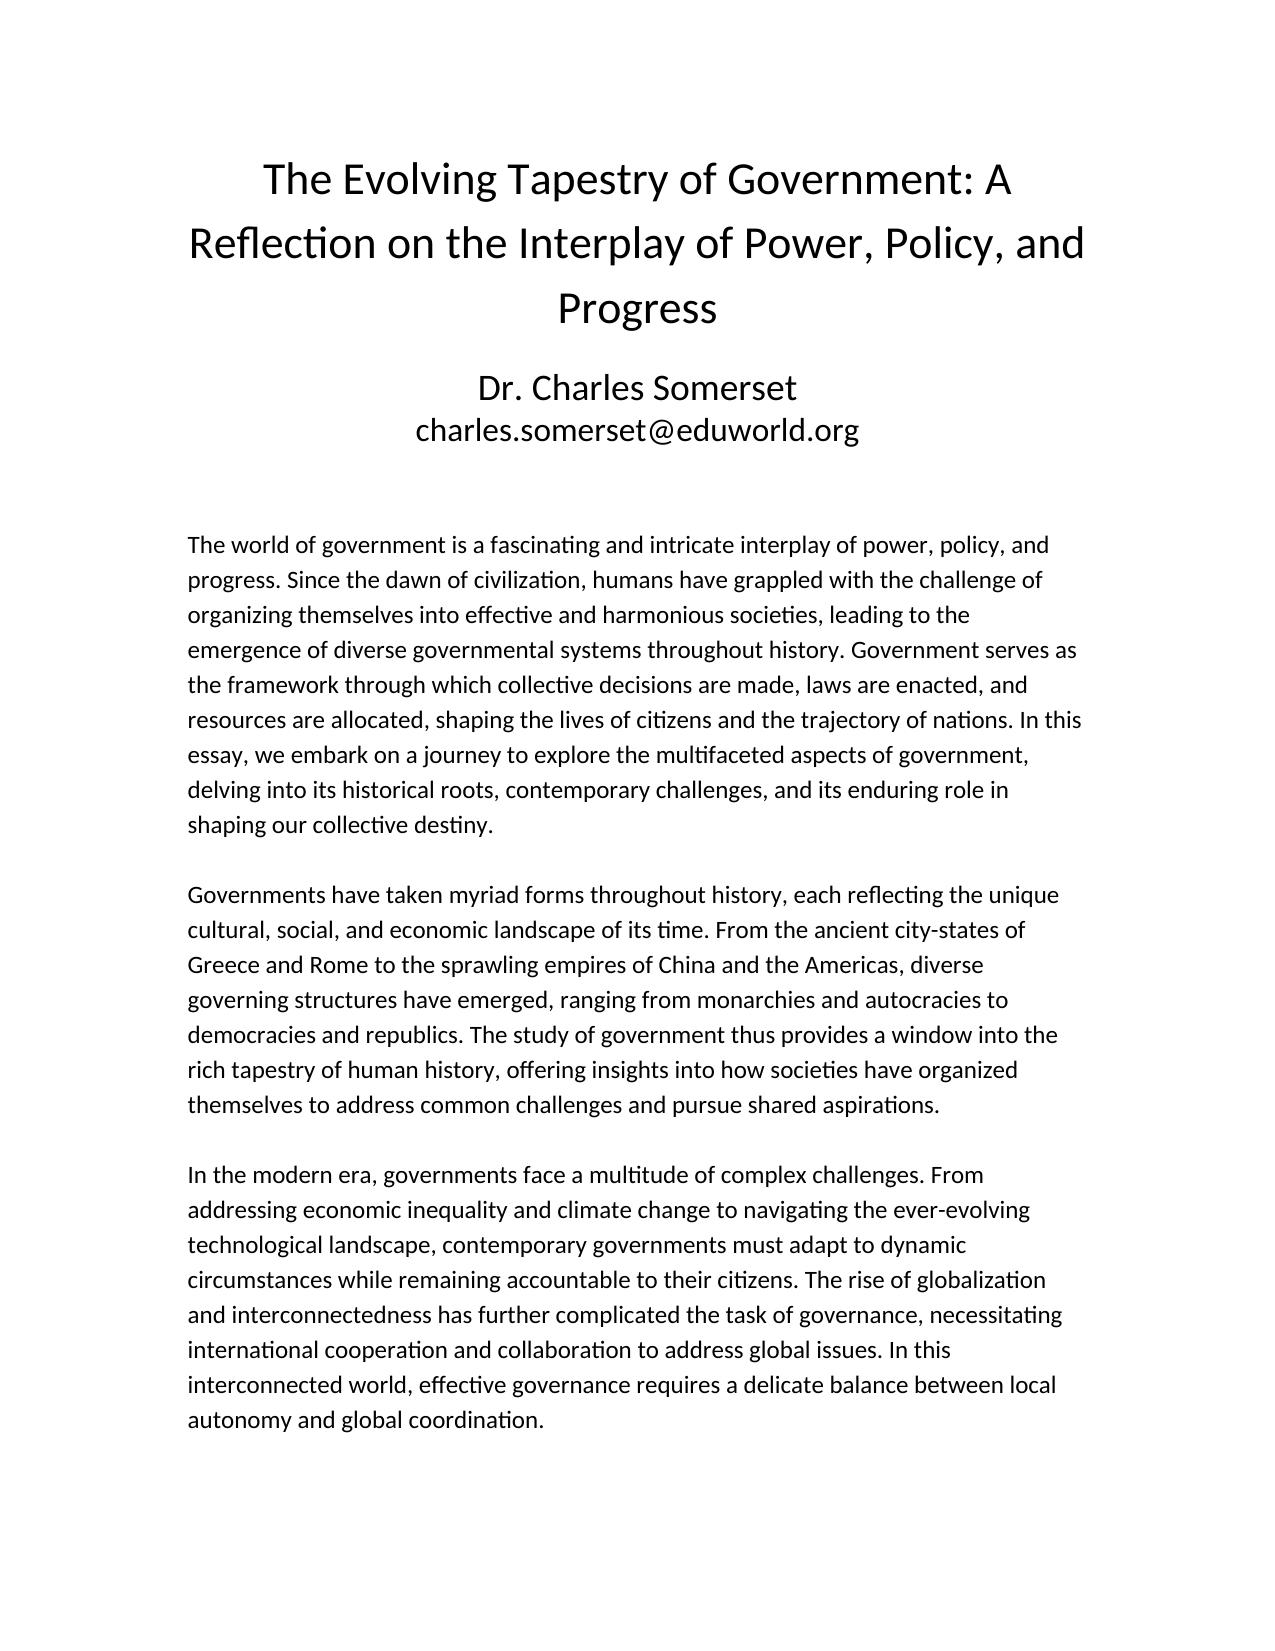 The Evolving Tapestry of Government: A
Reflection on the Interplay of Power, Policy, and
Progress
Dr. Charles Somerset
charles.somerset@eduworld.org
The world of government is a fascinating and intricate interplay of power, policy, and
progress. Since the dawn of civilization, humans have grappled with the challenge of
organizing themselves into effective and harmonious societies, leading to the
emergence of diverse governmental systems throughout history. Government serves as
the framework through which collective decisions are made, laws are enacted, and
resources are allocated, shaping the lives of citizens and the trajectory of nations. In this
essay, we embark on a journey to explore the multifaceted aspects of government,
delving into its historical roots, contemporary challenges, and its enduring role in
shaping our collective destiny.
Governments have taken myriad forms throughout history, each reflecting the unique
cultural, social, and economic landscape of its time. From the ancient city-states of
Greece and Rome to the sprawling empires of China and the Americas, diverse
governing structures have emerged, ranging from monarchies and autocracies to
democracies and republics. The study of government thus provides a window into the
rich tapestry of human history, offering insights into how societies have organized
themselves to address common challenges and pursue shared aspirations.
In the modern era, governments face a multitude of complex challenges. From
addressing economic inequality and climate change to navigating the ever-evolving
technological landscape, contemporary governments must adapt to dynamic
circumstances while remaining accountable to their citizens. The rise of globalization
and interconnectedness has further complicated the task of governance, necessitating
international cooperation and collaboration to address global issues. In this
interconnected world, effective governance requires a delicate balance between local
autonomy and global coordination.